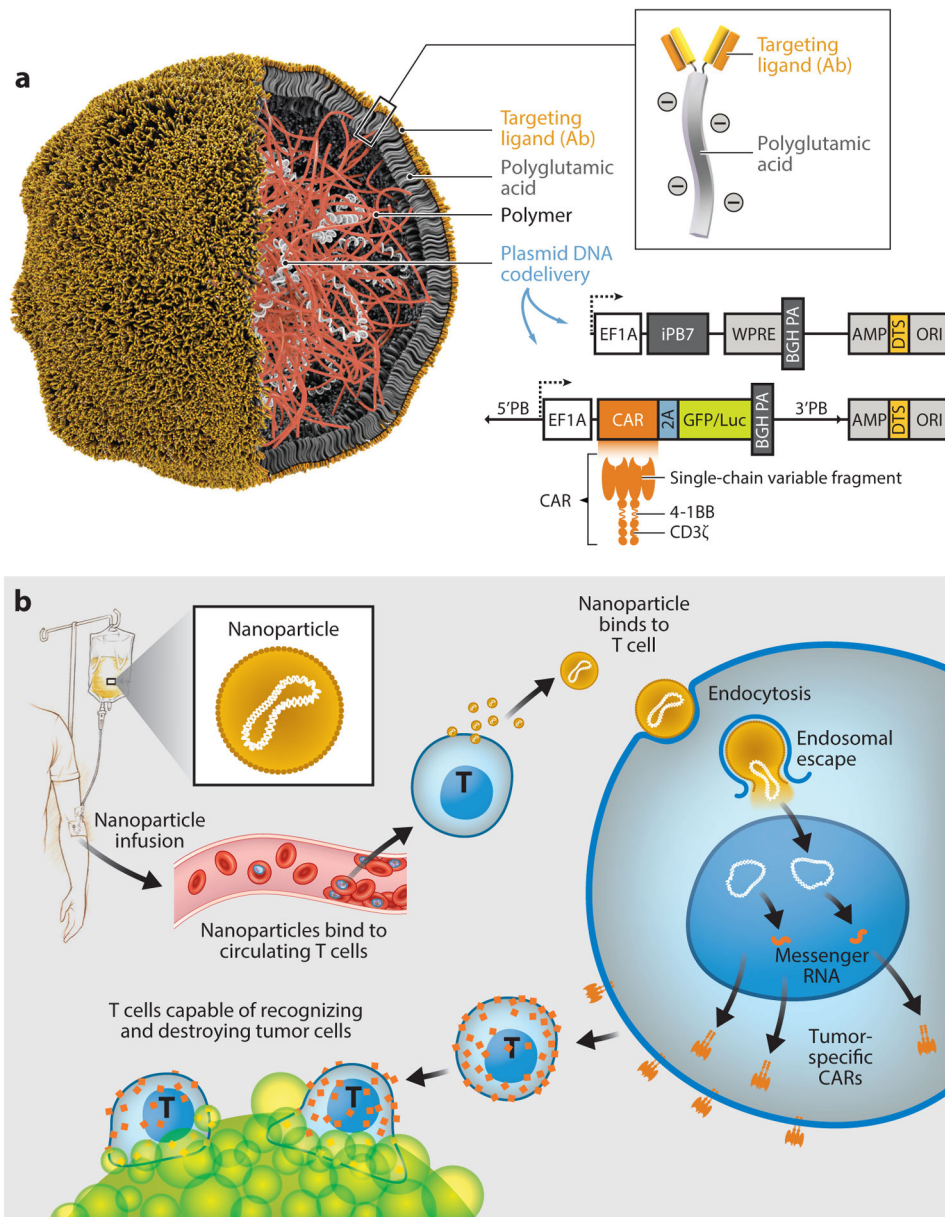 a
Targeting
ligand (Ab)
Polyglutamic
acid
Polymer
Plasmid DNA
codelivery
Targeting
ligand (Ab)
Polyglutamic
acid
EF1A
iPB7
WPRE
BGH PA
AMP
DTS
ORI
5′PB
EF1A
CAR
2A
GFP/Luc
BGH PA
3′PB
AMP
DTS
ORI
CAR
Single-chain variable fragment
4-1BB
CD3ζ
b
Nanoparticle
Nanoparticle
binds to
T cell
Endocytosis
Endosomal
escape
T
Nanoparticle
infusion
Nanoparticles bind to
circulating T cells
Messenger
RNA
Tumor-
specific
CARs
T cells capable of recognizing
and destroying tumor cells
T
T
T